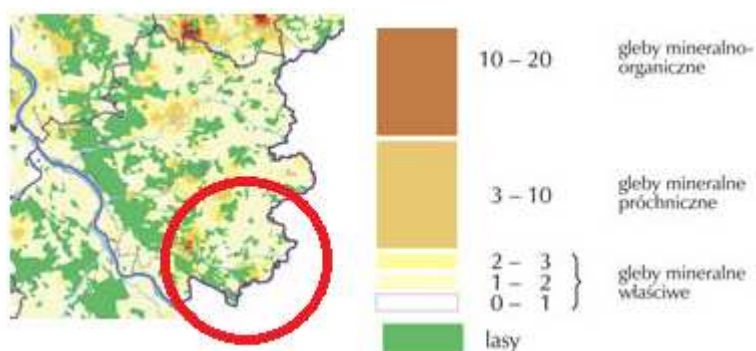 10 – 20
gleby mineralno-
organiczne
3 – 10
gleby mineralne
próchniczne
2 – 3
1 – 2
0 – 1
gleby mineralne
właściwe
lasy